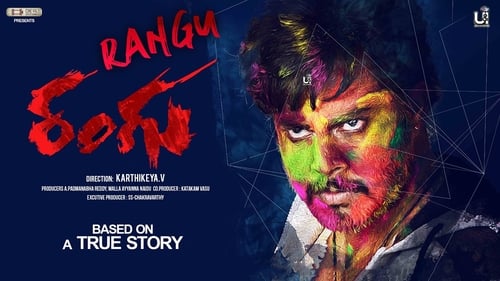 PRESENTS
RANGU
రంగు
DIRECTION: KARTHIKEYA.V
PRODUCERS A.PADMANABHA REDDY, NALLA AYYANNA NAIDU CO.PRODUCER : KATAKAM VASU
EXCUTIVE PRODUCER : SS-CHAKRAVARTHY
BASED ON
A TRUE STORY